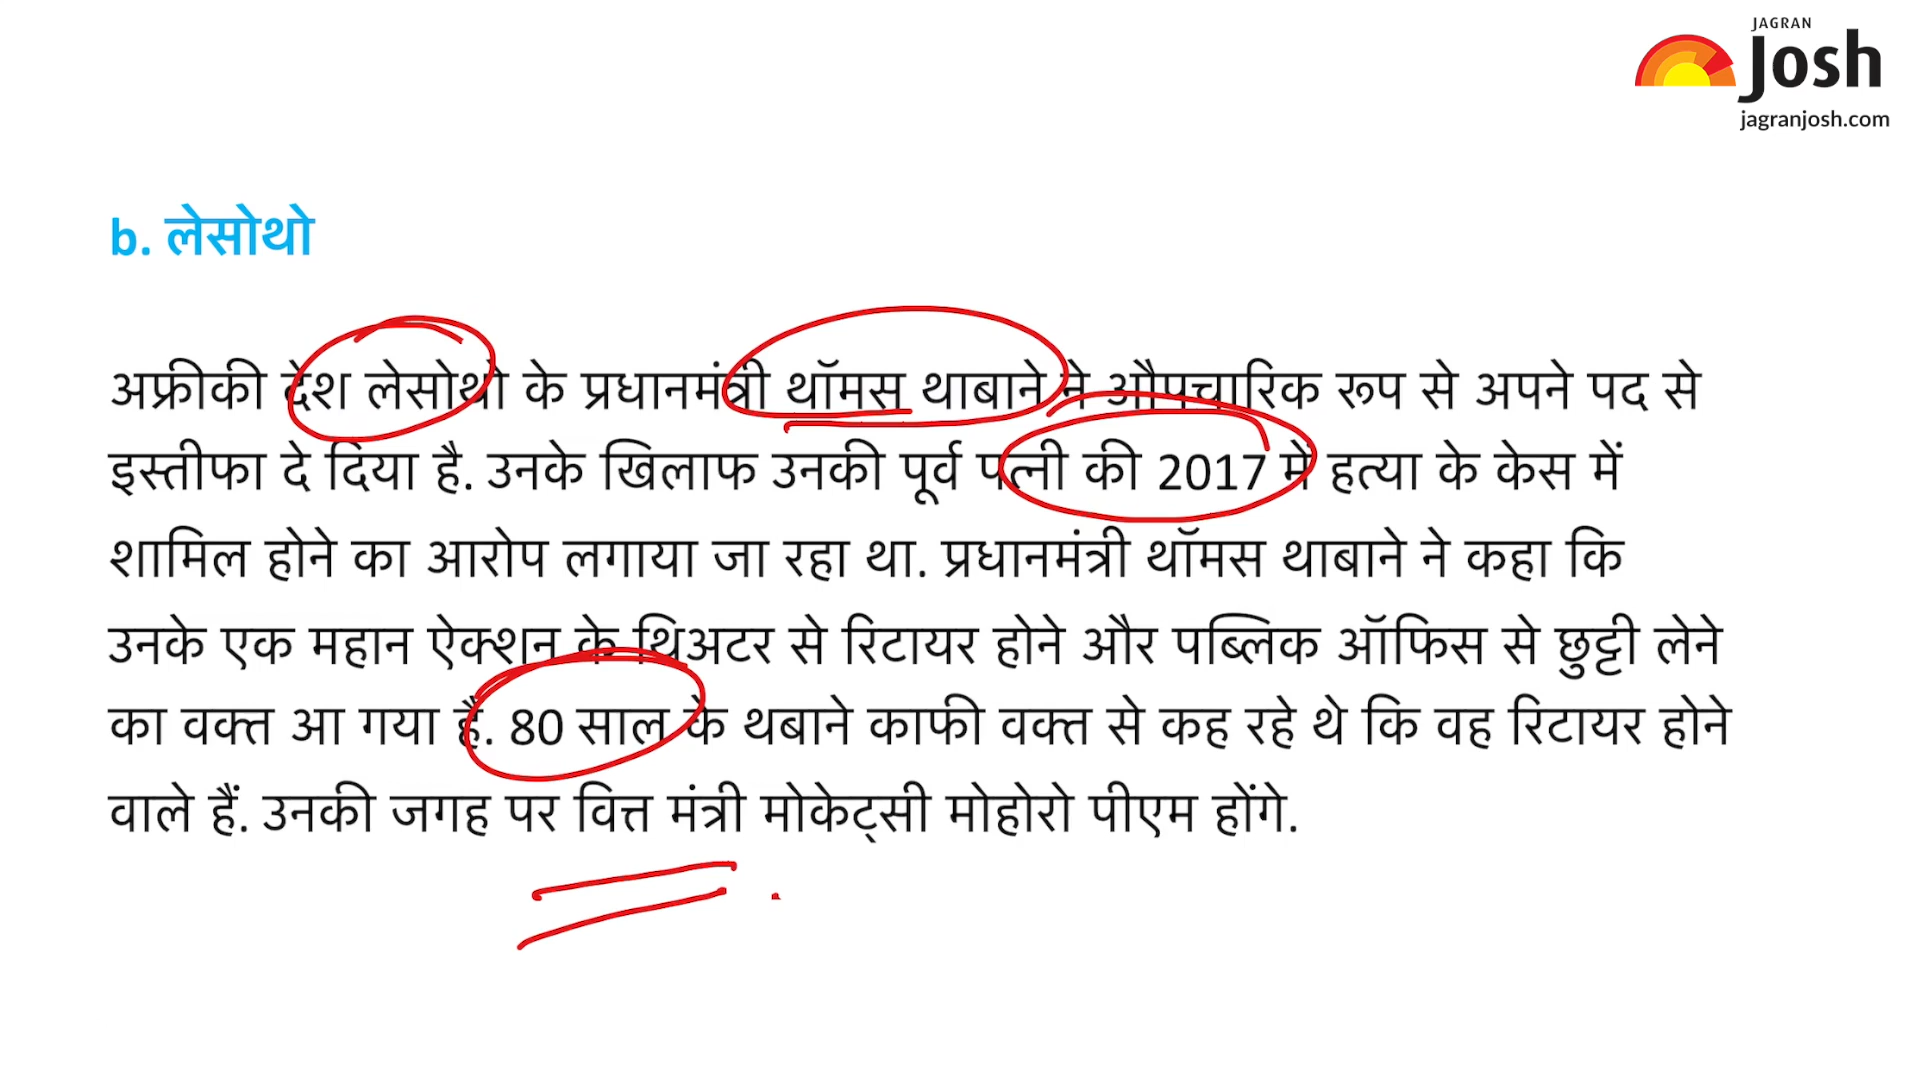 JAGRAN
Josh
jagranjosh.com
b. लेसोथो
अफ्रीकी देश लेसोथो के प्रधानमंत्री थॉमस थाबाने ने औपचारिक रूप से अपने पद से
इस्तीफा दे दिया है. उनके खिलाफ उनकी पूर्व पत्नी की 2017 में हत्या के केस में
शामिल होने का आरोप लगाया जा रहा था. प्रधानमंत्री थॉमस थाबाने ने कहा कि
उनके एक महान ऐक्शन के थिअटर से रिटायर होने और पब्लिक ऑफिस से छुट्टी लेने
का वक्त आ गया है. 80 साल के थबाने काफी वक्त से कह रहे थे कि वह रिटायर होने
वाले हैं. उनकी जगह पर वित्त मंत्री मोकेट्सी मोहोरो पीएम होंगे.